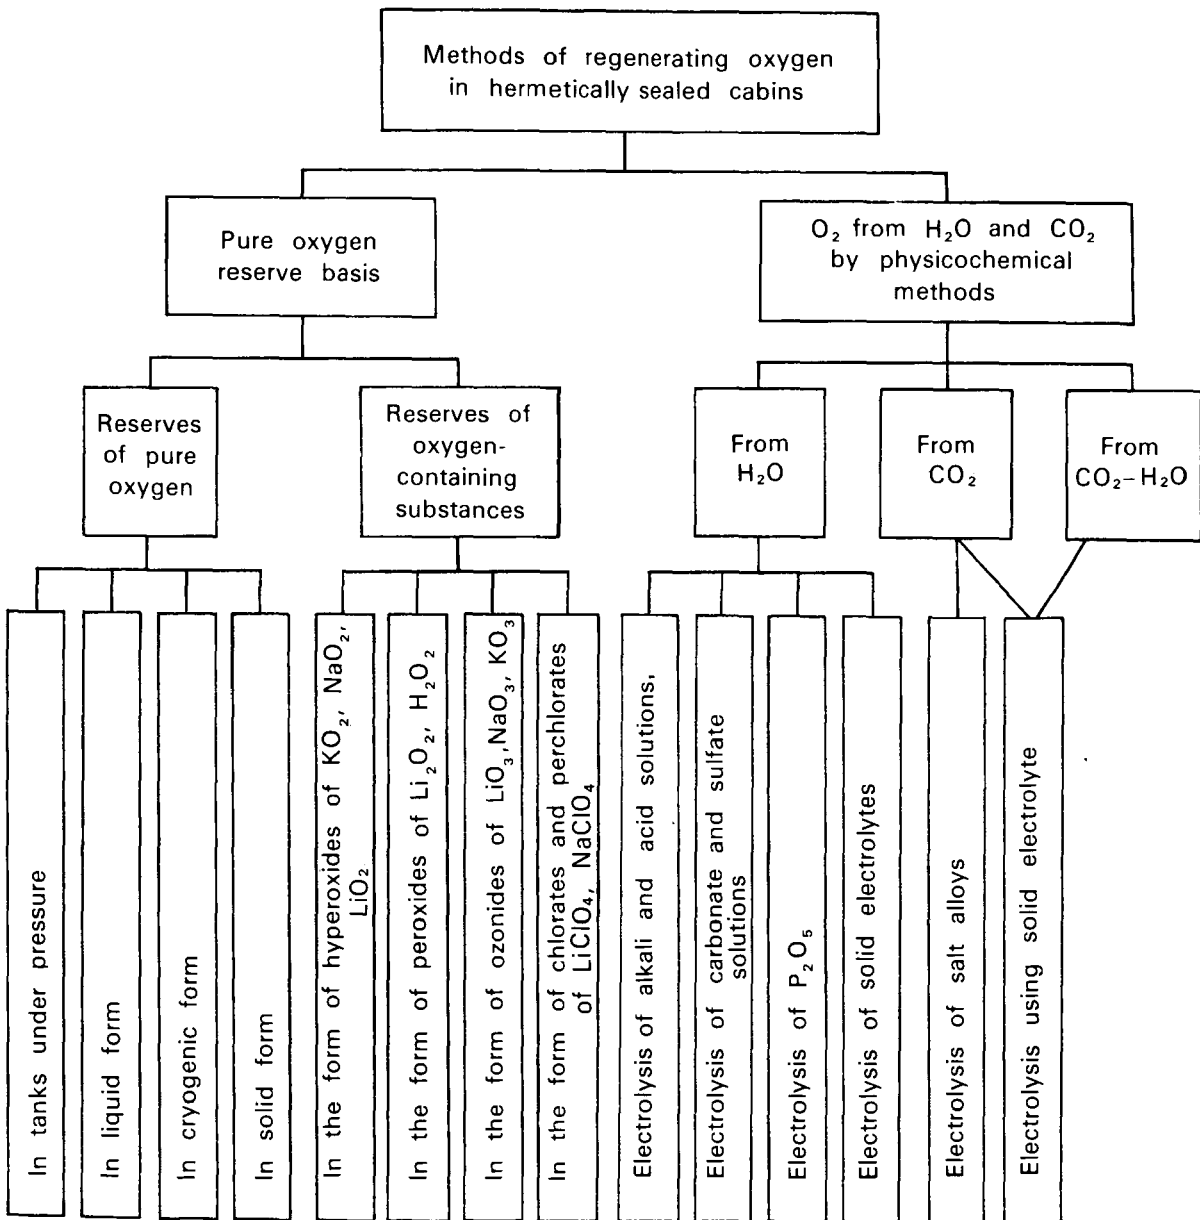 Methods of regenerating oxygen
in hermetically sealed cabins
Pure oxygen
reserve basis
O₂ from H₂O and CO₂
by physicochemical
methods
Reserves
of pure
oxygen
Reserves of
oxygen-
containing
substances
From
H₂O
From
CO₂
From
CO₂–H₂O
In tanks under pressure
In liquid form
In cryogenic form
In solid form
In the form of hyperoxides of KO₂, NaO₂,
LiO₂
In the form of peroxides of Li₂O₂, H₂O₂
In the form of ozonides of LiO₃, NaO₃, KO₃
In the form of chlorates and perchlorates
of LiClO₄, NaClO₄
Electrolysis of alkali and acid solutions,
Electrolysis of carbonate and sulfate
solutions
Electrolysis of P₂O₅
Electrolysis of solid electrolytes
Electrolysis of salt alloys
Electrolysis using solid electrolyte